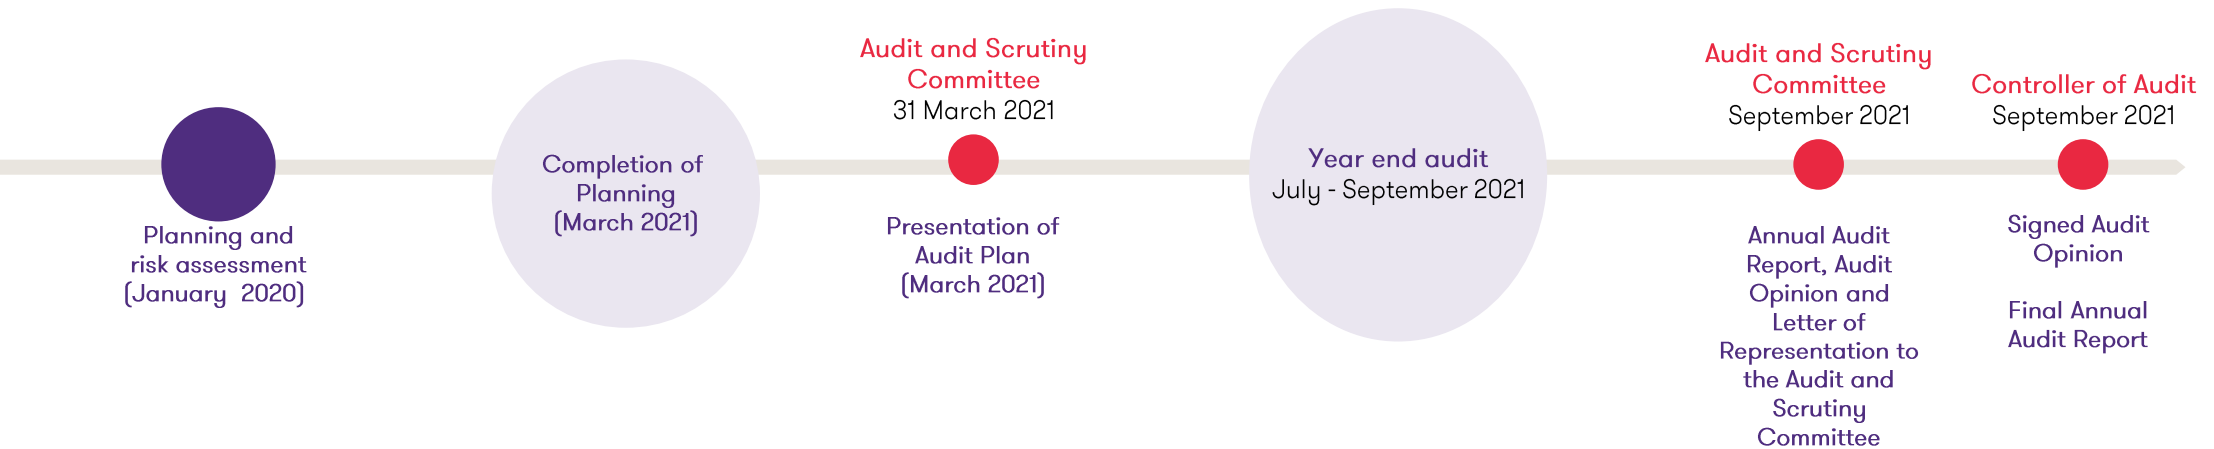 Planning and
risk assessment
(January  2020)
Completion of
Planning
(March 2021)
Audit and Scrutiny
Committee
31 March 2021
Presentation of
Audit Plan
(March 2021)
Year end audit
July - September 2021
Audit and Scrutiny
Committee
September 2021
Annual Audit
Report, Audit
Opinion and
Letter of
Representation to
the Audit and
Scrutiny
Committee
Controller of Audit
September 2021
Signed Audit
Opinion
Final Annual
Audit Report